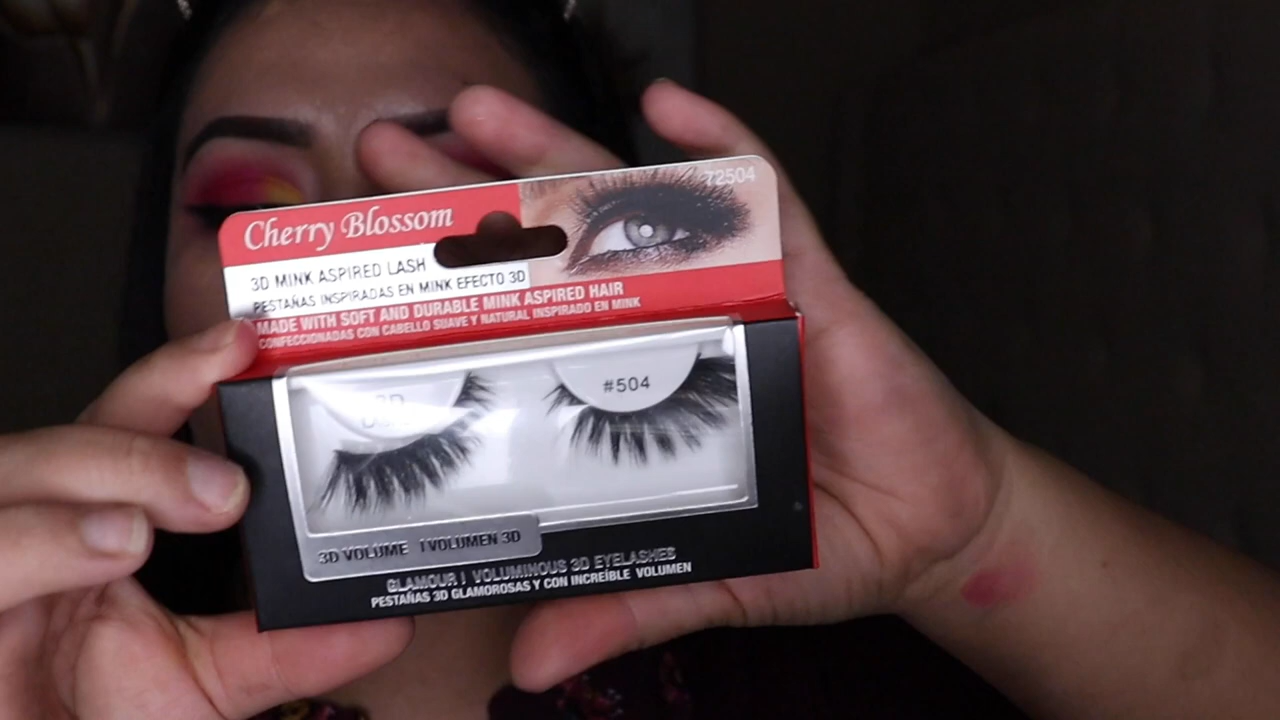 72504
Cherry Blossom
3D MINK ASPIRED LASH
PESTAÑAS INSPIRADAS EN MINK EFECTO 3D
MADE WITH SOFT AND DURABLE MINK ASPIRED HAIR
CONFECCIONADAS CON CABELLO SUAVE Y NATURAL INSPIRADO EN MINK
3D
#504
3D VOLUME | VOLUMEN 3D
GLAMOUR | VOLUMINOUS 3D EYELASHES
PESTAÑAS 3D GLAMOROSAS Y CON INCREÍBLE VOLUMEN